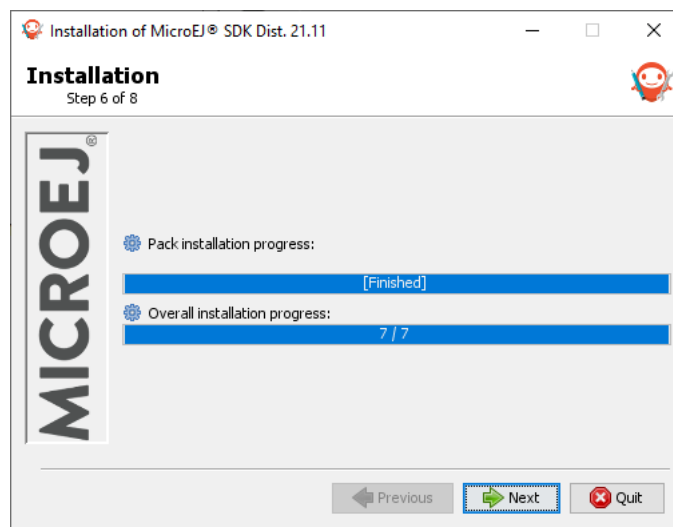 Installation of MicroEJ® SDK Dist. 21.11
Installation
Step 6 of 8
MICROEJ®
Pack installation progress:
[Finished]
Overall installation progress:
7 / 7
Previous
Next
Quit